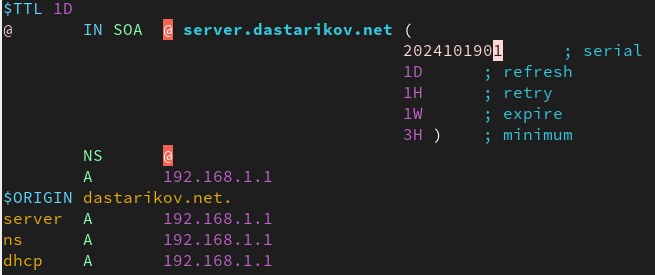 $TTL 1D
@ IN SOA @ server.dastarikov.net (
2024101901 ; serial
1D ; refresh
1H ; retry
1W ; expire
3H ) ; minimum
NS @
A 192.168.1.1
$ORIGIN dastarikov.net.
server A 192.168.1.1
ns A 192.168.1.1
dhcp A 192.168.1.1